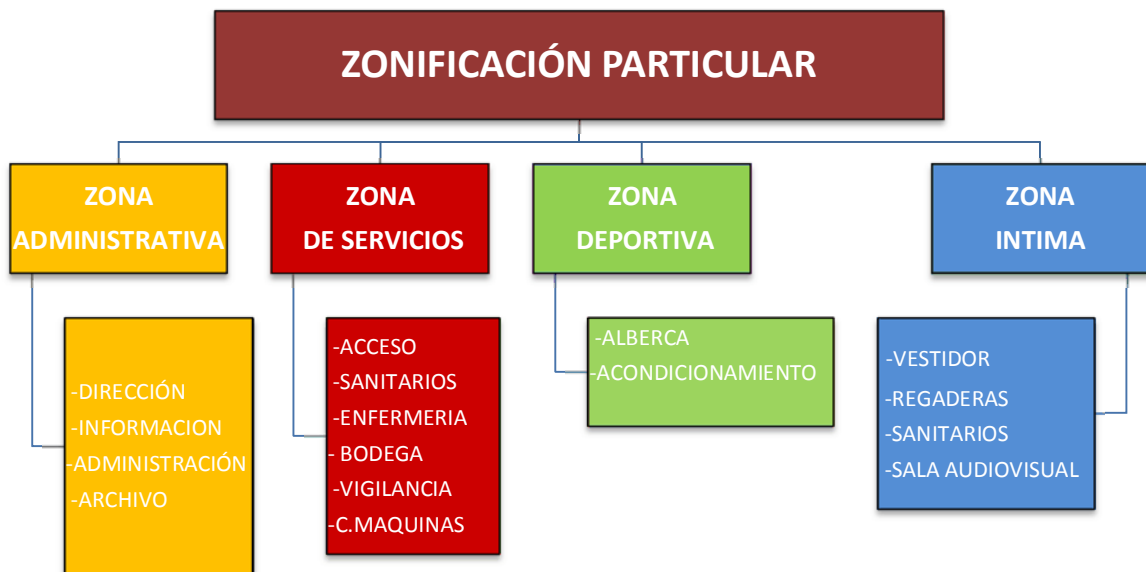 ZONIFICACIÓN PARTICULAR
ZONA
ADMINISTRATIVA
-DIRECCIÓN
-INFORMACION
-ADMINISTRACIÓN
-ARCHIVO
ZONA
DE SERVICIOS
-ACCESO
-SANITARIOS
-ENFERMERIA
- BODEGA
-VIGILANCIA
-C.MAQUINAS
ZONA
DEPORTIVA
-ALBERCA
-ACONDICIONAMIENTO
ZONA
INTIMA
-VESTIDOR
-REGADERAS
-SANITARIOS
-SALA AUDIOVISUAL